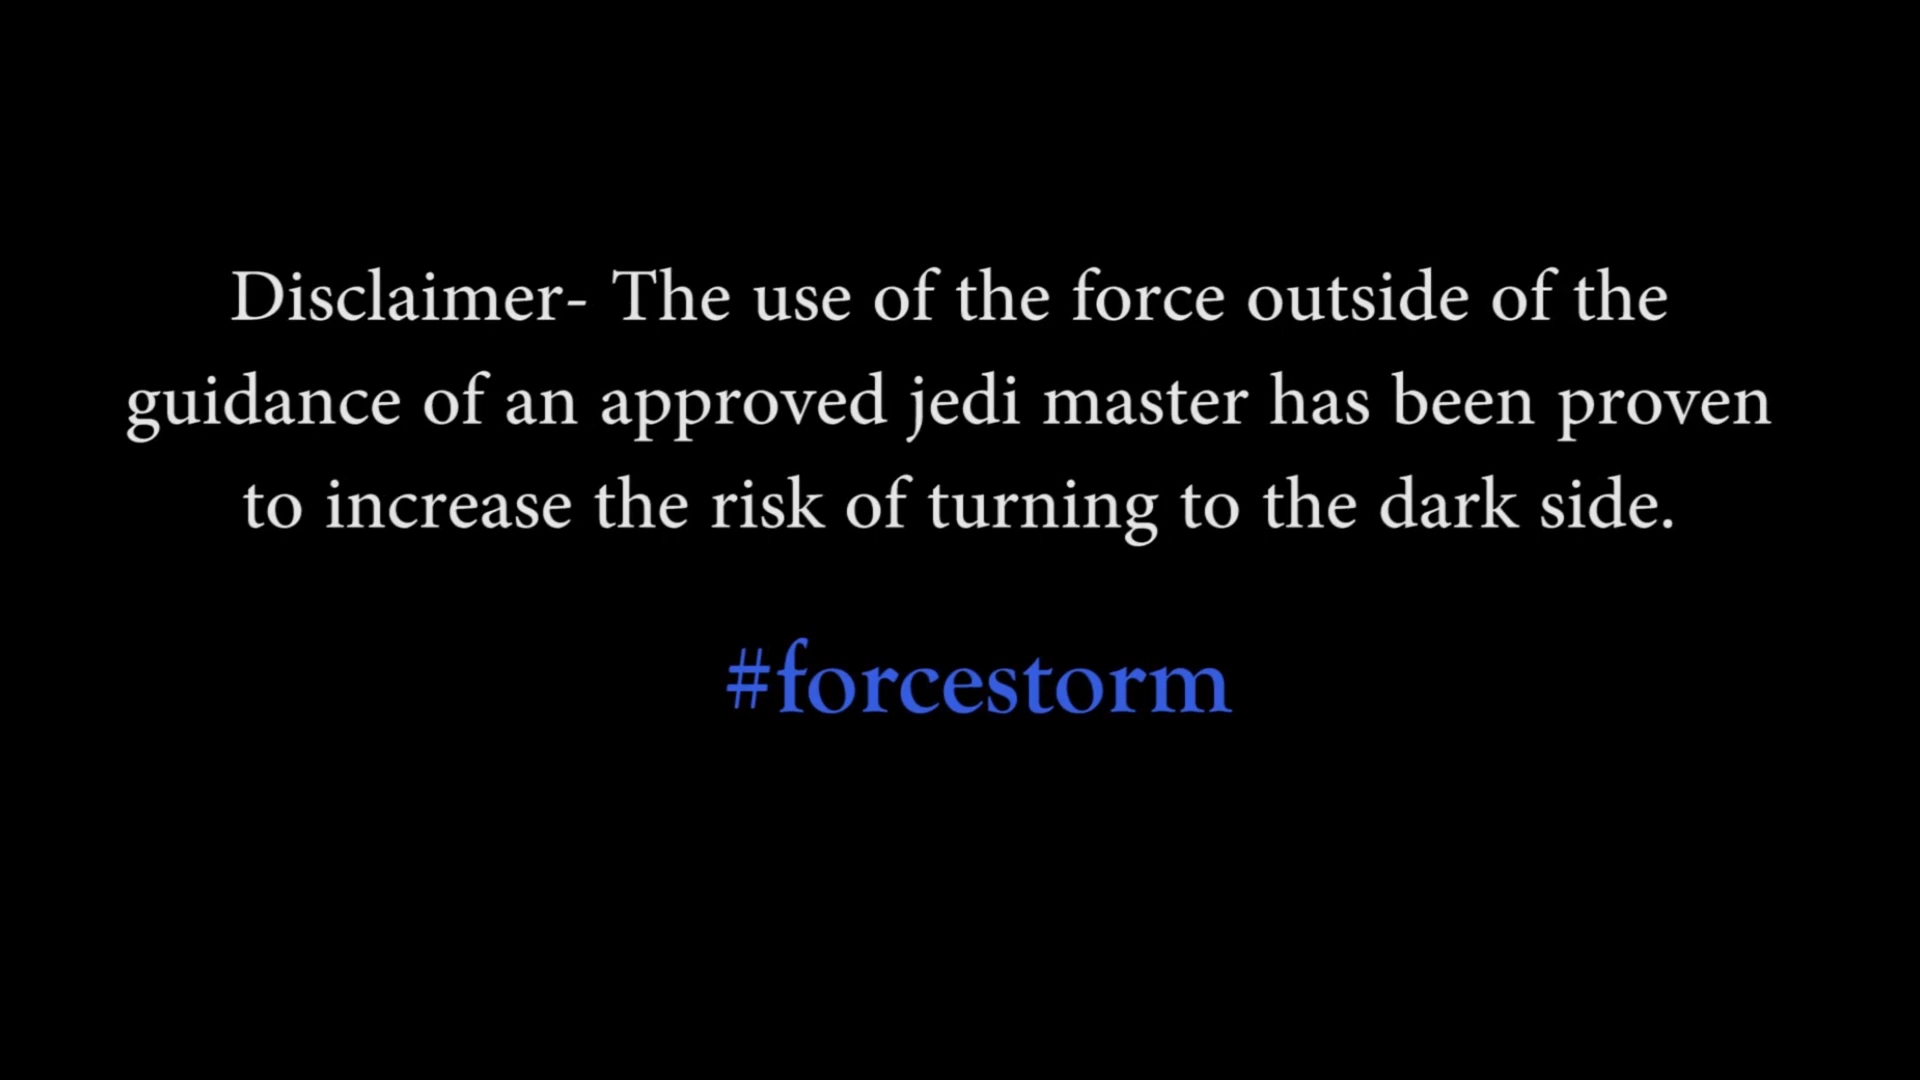 Disclaimer- The use of the force outside of the
guidance of an approved jedi master has been proven
to increase the risk of turning to the dark side.
#forcestorm